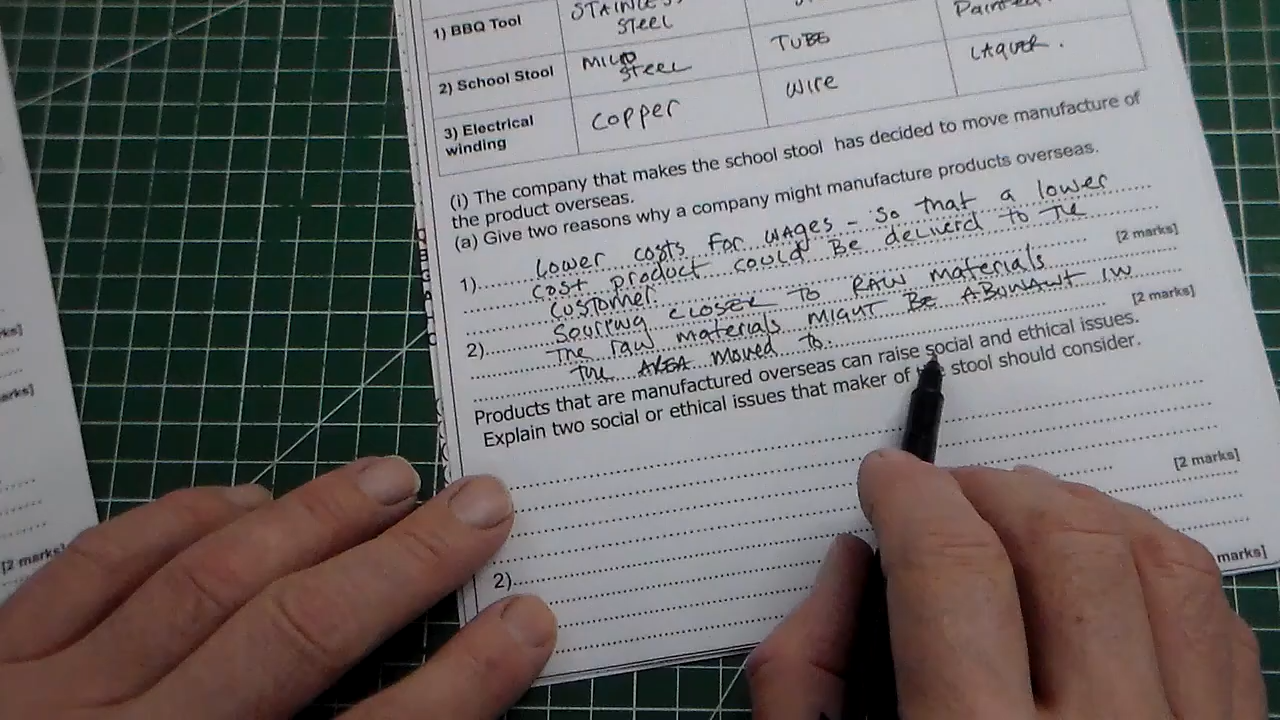 1) BBQ Tool
STAINLESS
STEEL
Painted.
2) School Stool
MILD
STEEL
TUBE
LAQUER.
3) Electrical
winding
COPPER
WIRE
(i) The company that makes the school stool has decided to move manufacture of
the product overseas.
(a) Give two reasons why a company might manufacture products overseas.
1) Lower costs For WAGES - So that a lower
cost product could Be deliverd to The
Customer.
[2 marks]
2) Sourcing closer To RAW materials
The raw materials MIGHT BE ABUNANT IN
The AREA moved to.
[2 marks]
Products that are manufactured overseas can raise social and ethical issues.
Explain two social or ethical issues that maker of stool should consider.
[2 marks]
2)
marks]
ks]
arks]
[2 marks]